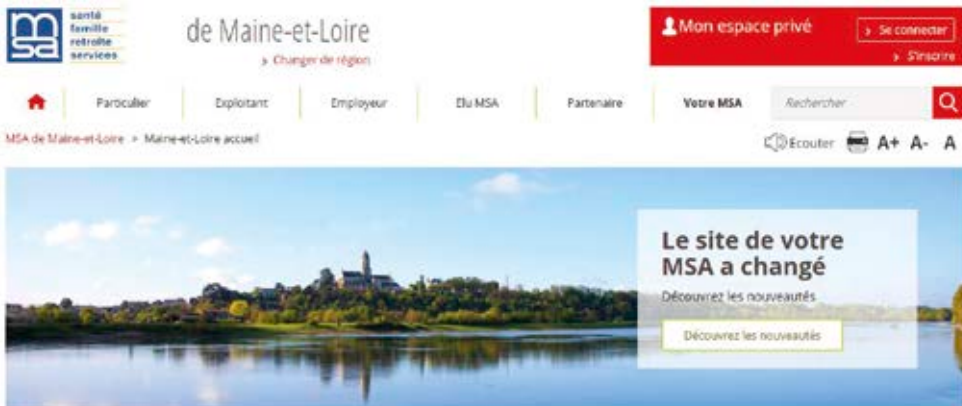 msa
santé
famille
retraite
services
de Maine-et-Loire
> Changer de région
Mon espace privé
> Se connecter
> S'inscrire
Particulier
Exploitant
Employeur
Elu MSA
Partenaire
Votre MSA
Rechercher
MSA de Maine-et-Loire > Maine-et-Loire accueil
Ecouter A+ A- A
Le site de votre
MSA a changé
Découvrez les nouveautés
Découvrez les nouveautés